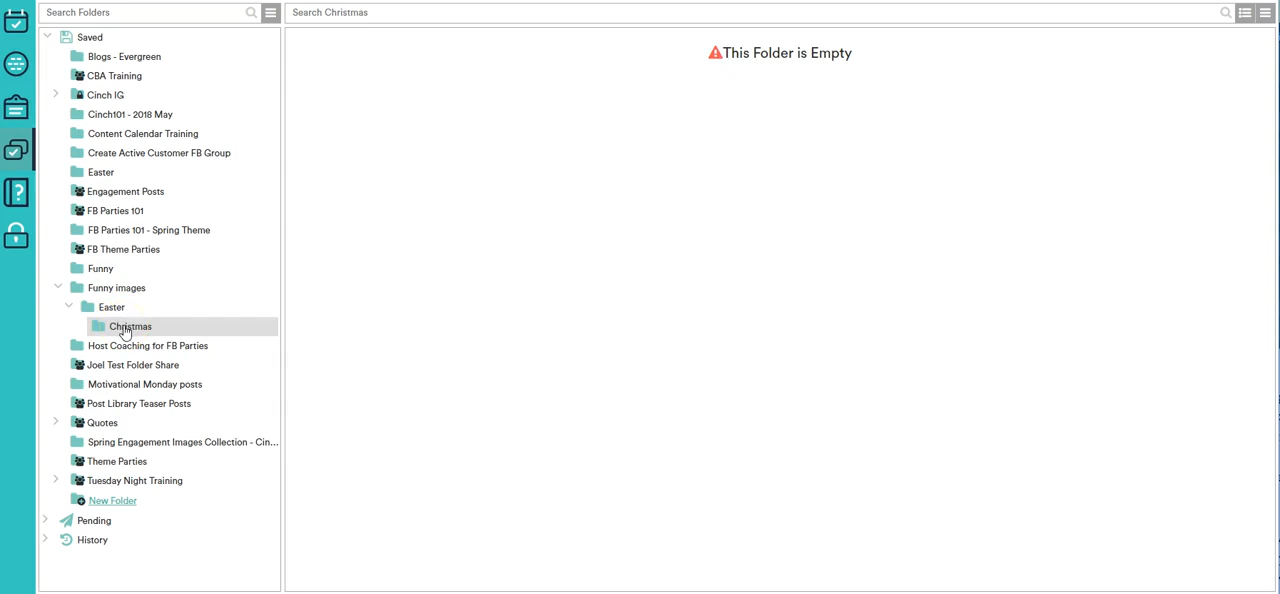 Search Folders
Search Christmas
Saved
This Folder is Empty
Blogs - Evergreen
CBA Training
Cinch IG
Cinch101 - 2018 May
Content Calendar Training
Create Active Customer FB Group
Easter
Engagement Posts
FB Parties 101
FB Parties 101 - Spring Theme
FB Theme Parties
Funny
Funny images
Easter
Christmas
Host Coaching for FB Parties
Joel Test Folder Share
Motivational Monday posts
Post Library Teaser Posts
Quotes
Spring Engagement Images Collection - Cin...
Theme Parties
Tuesday Night Training
New Folder
Pending
History